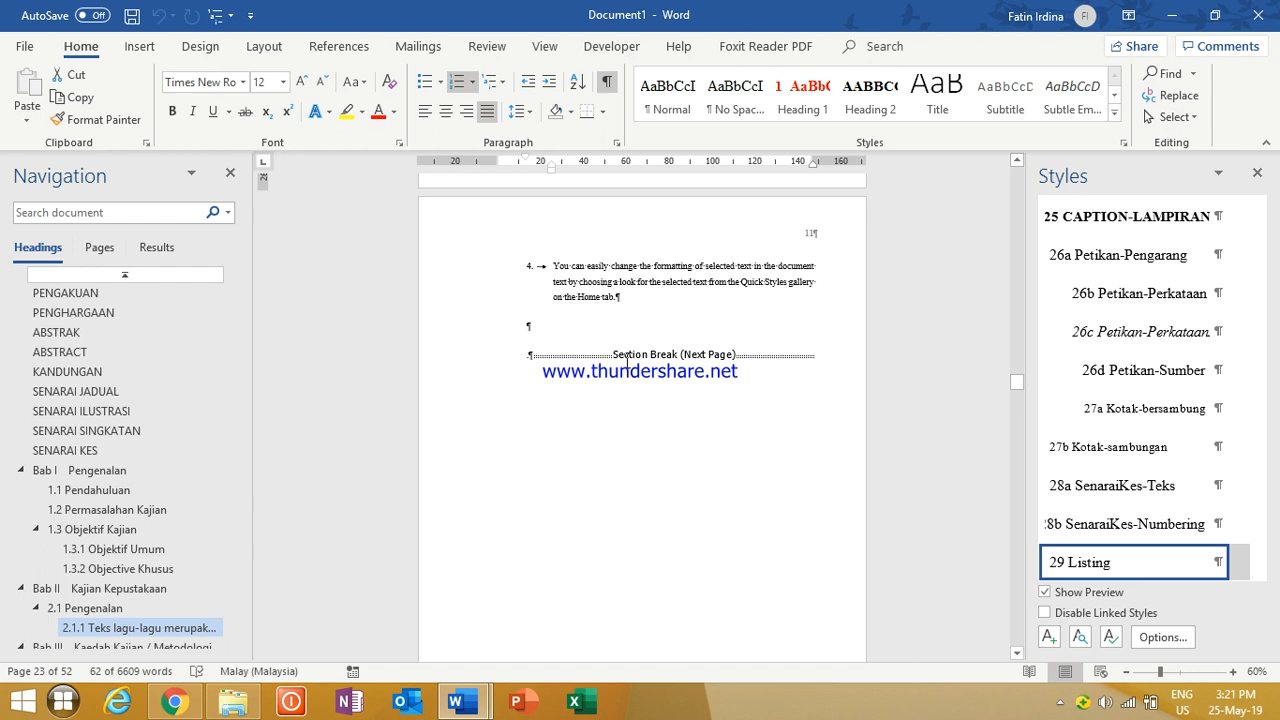 AutoSave Off
Document1 - Word
Fatin Irdina FI
File Home Insert Design Layout References Mailings Review View Developer Help Foxit Reader PDF Search Share Comments
Paste Cut
Copy
Format Painter
Clipboard
Times New Ro 12
B I U ab x₂ x² A A
Font
Paragraph
AaBbCcI AaBbCcI 1 AaBbC AaBBCC AaB AaBbCcD AaBbCcD
¶ Normal ¶ No Spac... Heading 1 Heading 2 Title Subtitle Subtle Em...
Styles
Find
Replace
Select
Editing
Navigation
Search document
Headings Pages Results
PENGAKUAN
PENGHARGAAN
ABSTRAK
ABSTRACT
KANDUNGAN
SENARAI JADUAL
SENARAI ILUSTRASI
SENARAI SINGKATAN
SENARAI KES
Bab I Pengenalan
1.1 Pendahuluan
1.2 Permasalahan Kajian
1.3 Objektif Kajian
1.3.1 Objektif Umum
1.3.2 Objective Khusus
Bab II Kajian Kepustakaan
2.1 Pengenalan
2.1.1 Teks lagu-lagu merupak...
Bab III Kaedah Kajian / Metodologi
20 20 40 60 80 100 120 140 160
11¶
4. → You can easily change the formatting of selected text in the document
text by choosing a look for the selected text from the Quick Styles gallery
on the Home tab.¶
¶
.¶ Section Break (Next Page)
www.thundershare.net
Styles
25 CAPTION-LAMPIRAN ¶
26a Petikan-Pengarang ¶
26b Petikan-Perkataan ¶
26c Petikan-Perkataan ¶
26d Petikan-Sumber ¶
27a Kotak-bersambung ¶
27b Kotak-sambungan ¶
28a SenaraiKes-Teks ¶
28b SenaraiKes-Numbering ¶
29 Listing ¶
Show Preview
Disable Linked Styles
Options...
Page 23 of 52 62 of 6609 words Malay (Malaysia) 60%
ENG
US
3:21 PM
25-May-19